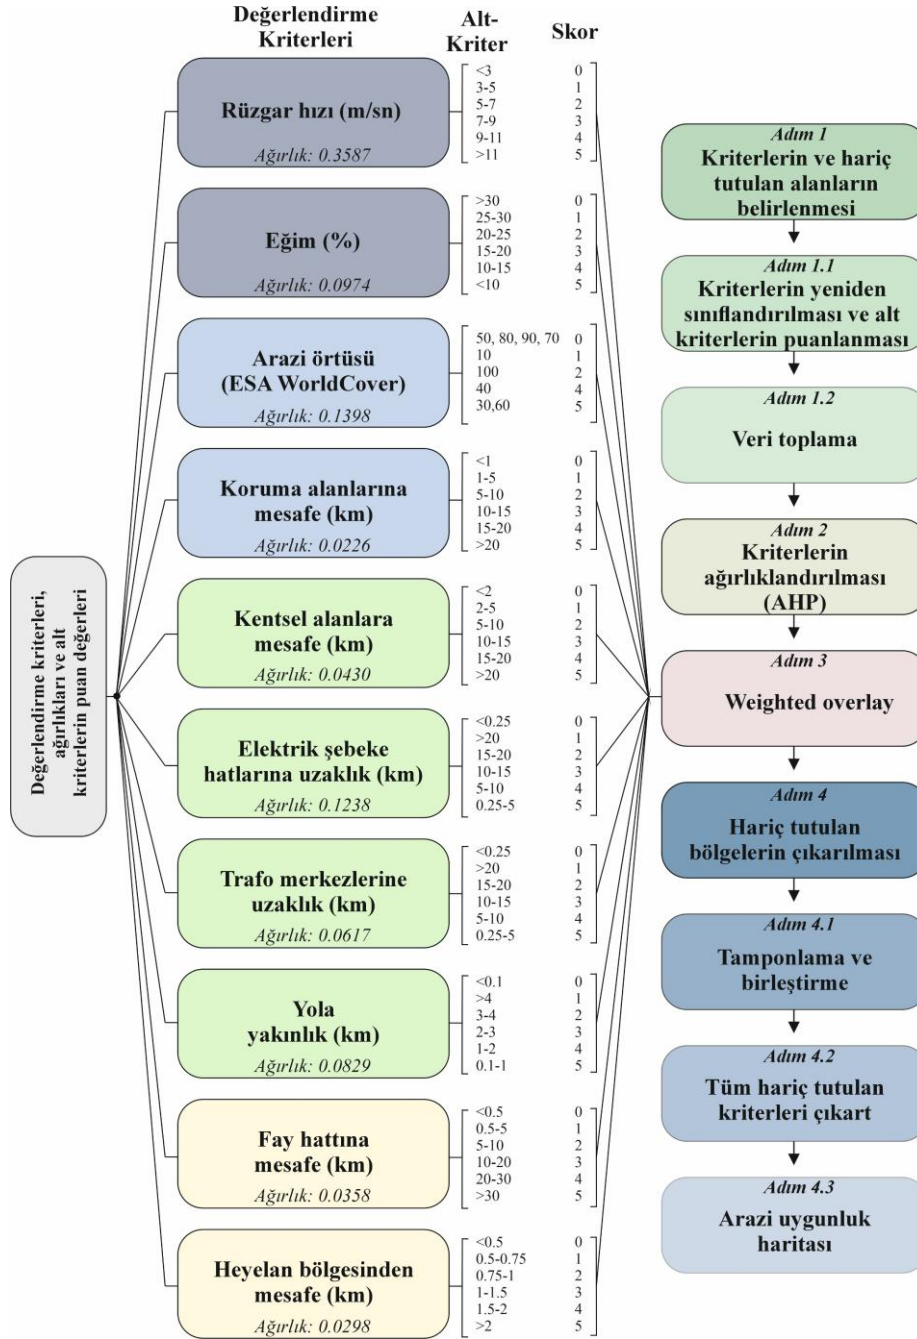 Değerlendirme
Kriterleri
Alt-
Kriter
Skor
Değerlendirme kriterleri,
ağırlıkları ve alt
kriterlerin puan değerleri
Rüzgar hızı (m/sn)
Ağırlık: 0.3587
<3 0
3-5 1
5-7 2
7-9 3
9-11 4
>11 5
Eğim (%)
Ağırlık: 0.0974
>30 0
25-30 1
20-25 2
15-20 3
10-15 4
<10 5
Arazi örtüsü
(ESA WorldCover)
Ağırlık: 0.1398
50, 80, 90, 70 0
10 1
100 2
40 4
30,60 5
Koruma alanlarına
mesafe (km)
Ağırlık: 0.0226
<1 0
1-5 1
5-10 2
10-15 3
15-20 4
>20 5
Kentsel alanlara
mesafe (km)
Ağırlık: 0.0430
<2 0
2-5 1
5-10 2
10-15 3
15-20 4
>20 5
Elektrik şebeke
hatlarına uzaklık (km)
Ağırlık: 0.1238
<0.25 0
>20 1
15-20 2
10-15 3
5-10 4
0.25-5 5
Trafo merkezlerine
uzaklık (km)
Ağırlık: 0.0617
<0.25 0
>20 1
15-20 2
10-15 3
5-10 4
0.25-5 5
Yola
yakınlık (km)
Ağırlık: 0.0829
<0.1 0
>4 1
3-4 2
2-3 3
1-2 4
0.1-1 5
Fay hattına
mesafe (km)
Ağırlık: 0.0358
<0.5 0
0.5-5 1
5-10 2
10-20 3
20-30 4
>30 5
Heyelan bölgesinden
mesafe (km)
Ağırlık: 0.0298
<0.5 0
0.5-0.75 1
0.75-1 2
1-1.5 3
1.5-2 4
>2 5
Adım 1
Kriterlerin ve hariç
tutulan alanların
belirlenmesi
Adım 1.1
Kriterlerin yeniden
sınıflandırılması ve alt
kriterlerin puanlanması
Adım 1.2
Veri toplama
Adım 2
Kriterlerin
ağırlıklandırılması
(AHP)
Adım 3
Weighted overlay
Adım 4
Hariç tutulan
bölgelerin çıkarılması
Adım 4.1
Tamponlama ve
birleştirme
Adım 4.2
Tüm hariç tutulan
kriterleri çıkart
Adım 4.3
Arazi uygunluk
haritası